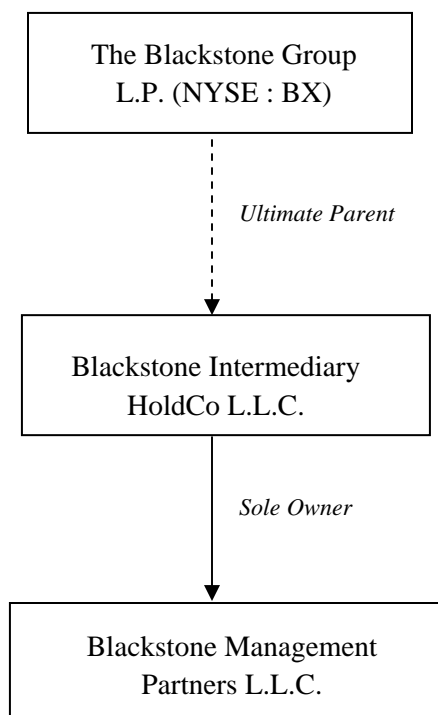 The Blackstone Group
L.P. (NYSE : BX)
Ultimate Parent
Blackstone Intermediary
HoldCo L.L.C.
Sole Owner
Blackstone Management
Partners L.L.C.